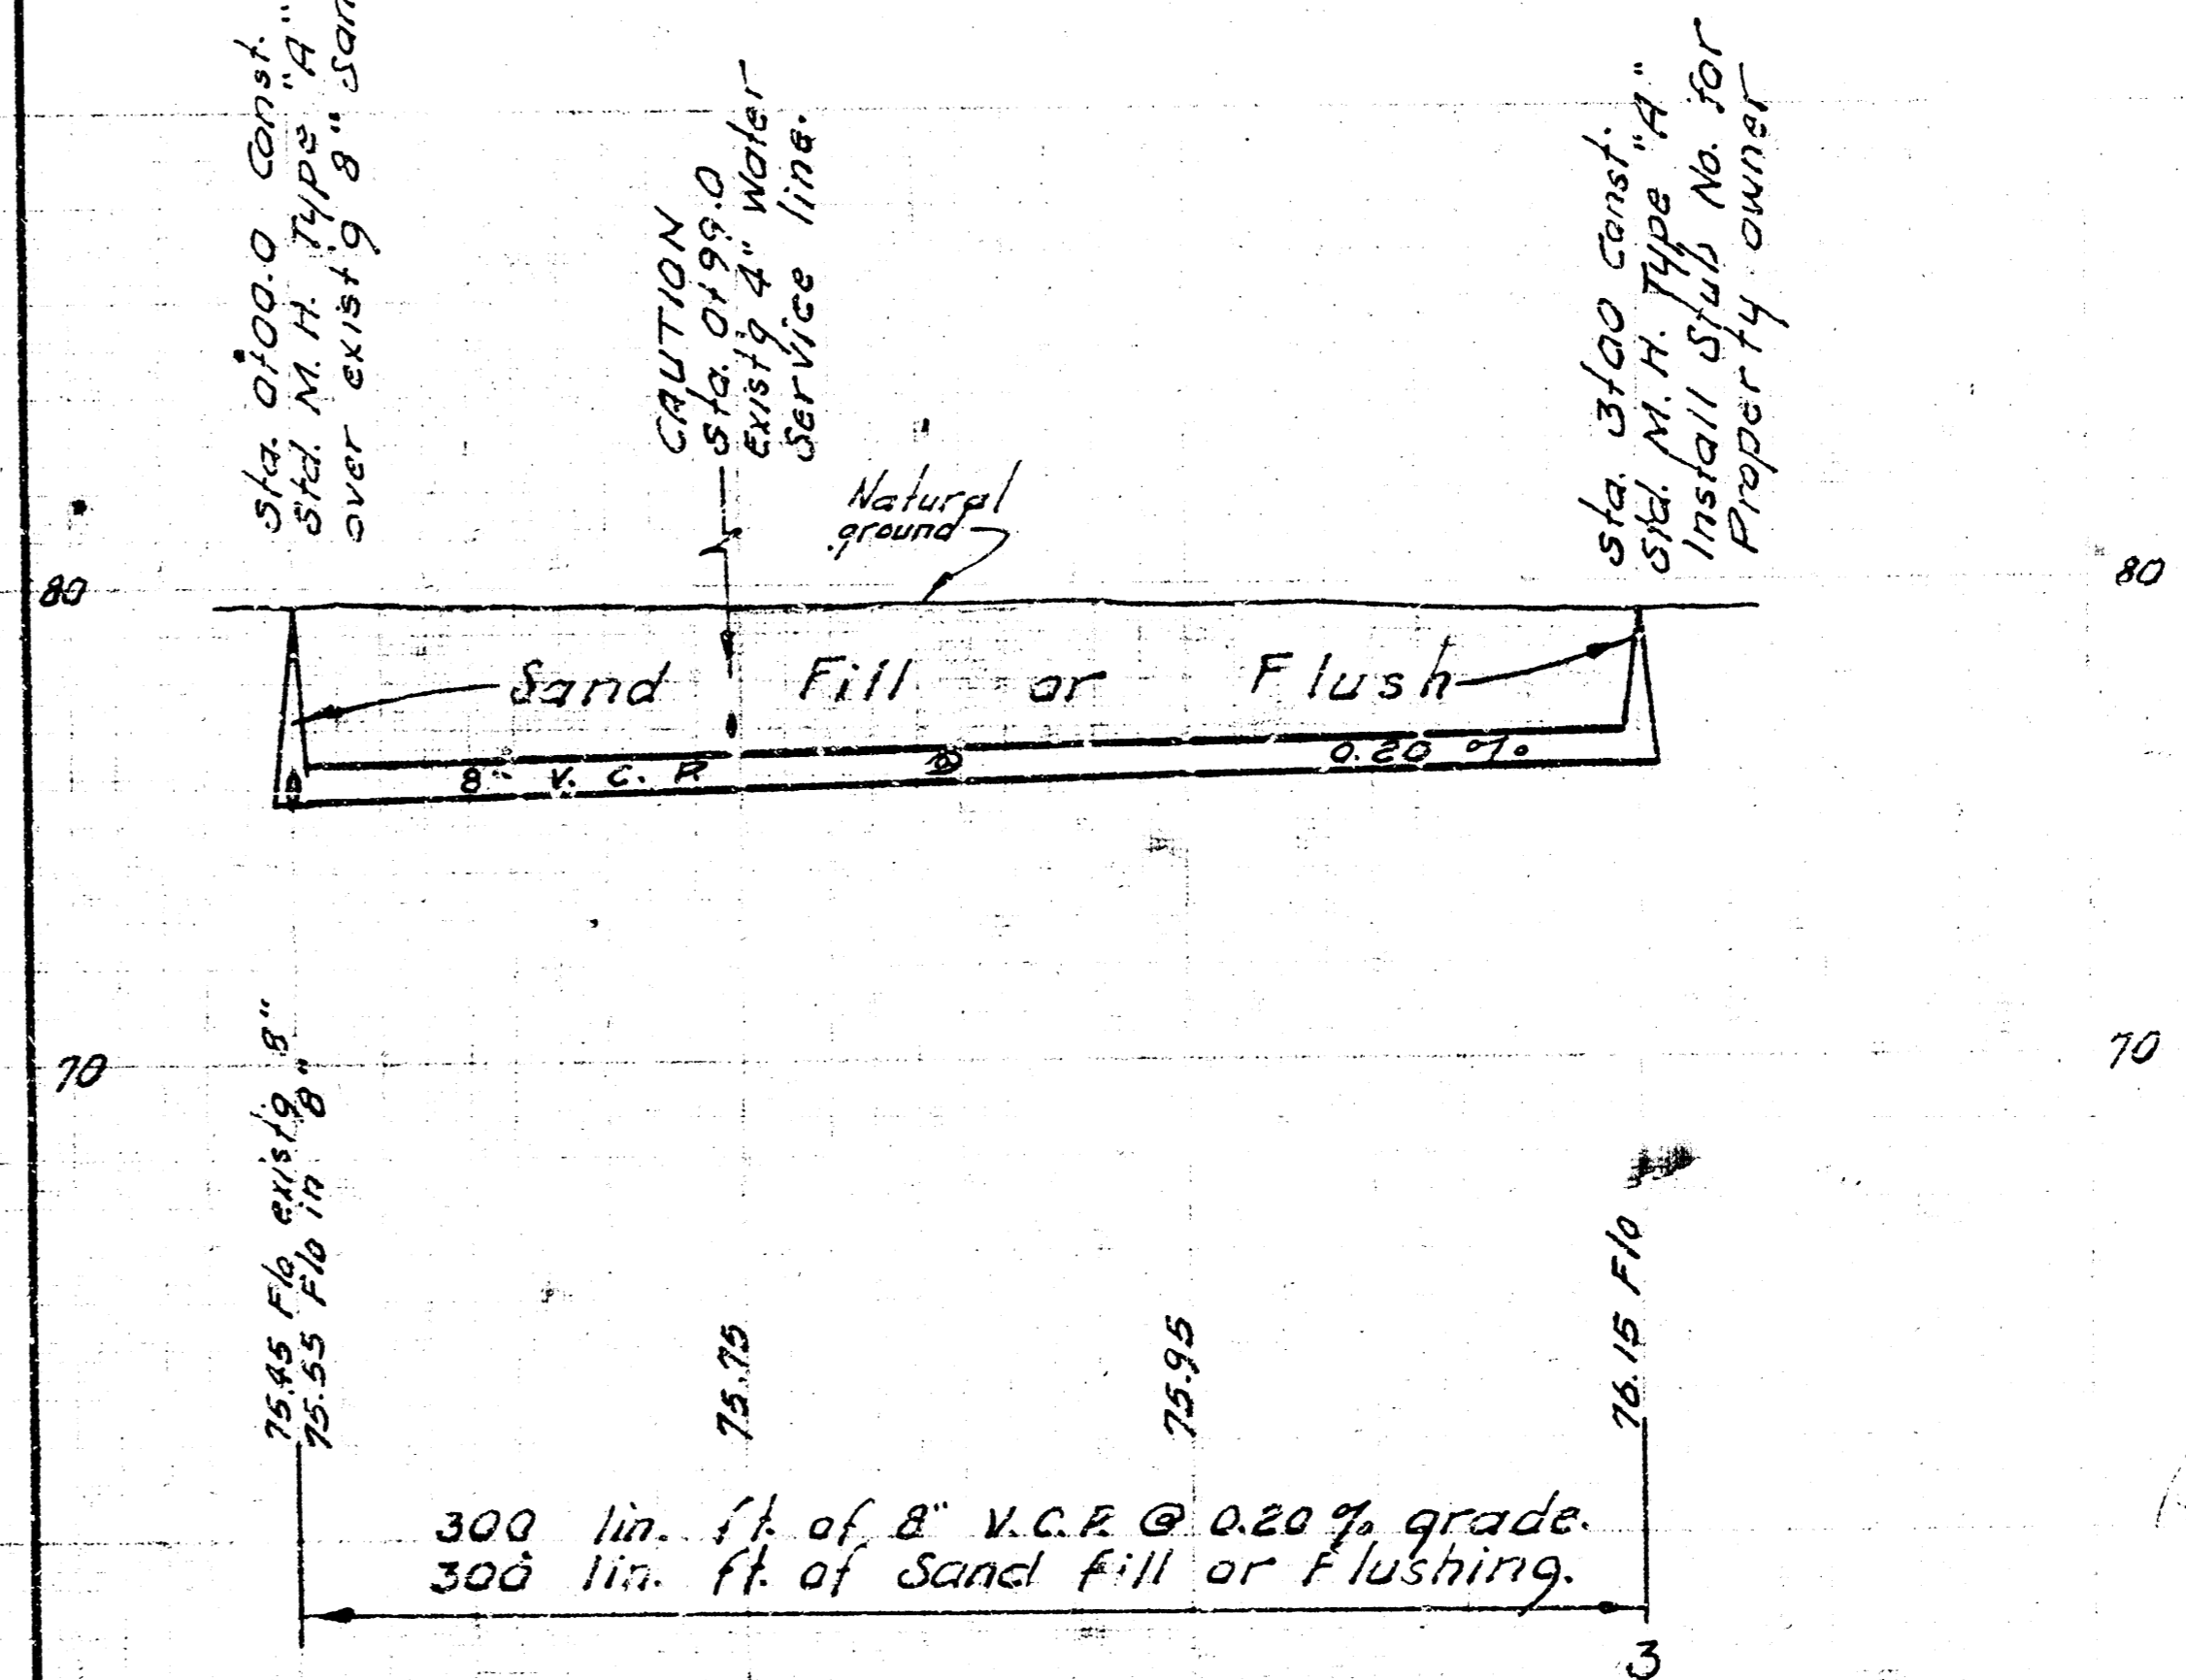 Sta. 0+00.0 Const.
Std. M. H. Type "A"
over exist'g 8" San
CAUTION
Sta. 0+99.0
Exist'g 4" Water
Service line.
Sta. 3+00 Const.
Std. M. H. Type "A"
Install Stub No. for
Property owner
Natural
ground
80
80
Sand Fill or Flush
8" V. C. P. @ 0.20 %
70
70
75.45 Flo exist'g 8"
75.55 Flo in 8"
75.75
75.95
76.15 Flo
300 lin. ft. of 8" V.C.P. @ 0.20 % grade.
300 lin. ft. of Sand fill or Flushing.
3